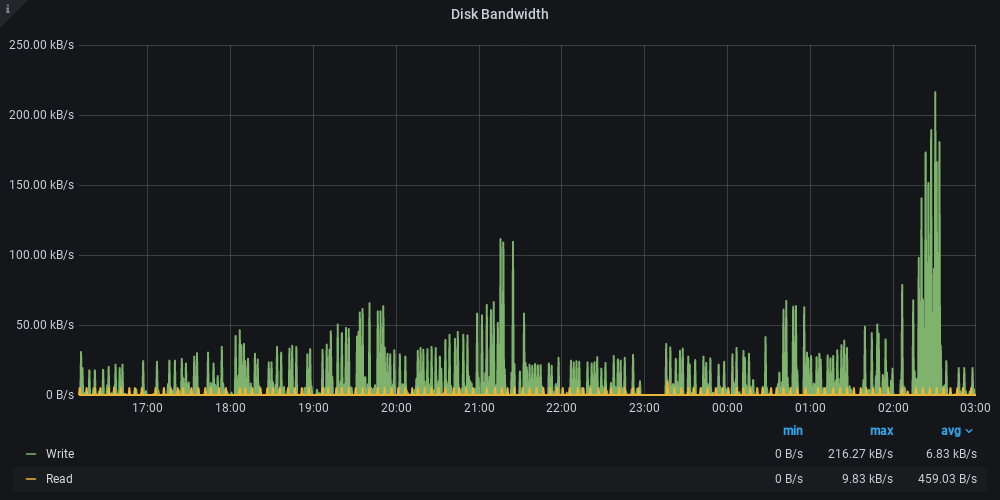 i
Disk Bandwidth
250.00 kB/s
200.00 kB/s
150.00 kB/s
100.00 kB/s
50.00 kB/s
0 B/s
17:00 18:00 19:00 20:00 21:00 22:00 23:00 00:00 01:00 02:00 03:00
min max avg
Write 0 B/s 216.27 kB/s 6.83 kB/s
Read 0 B/s 9.83 kB/s 459.03 B/s